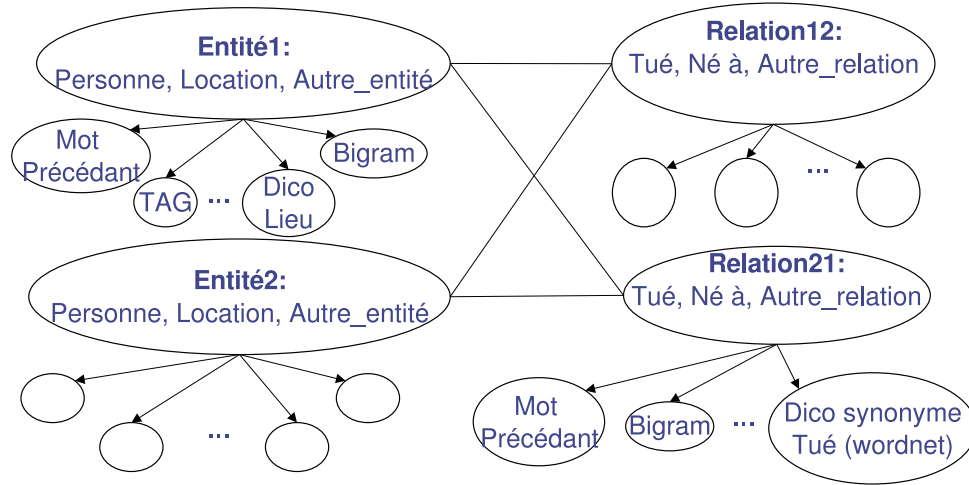 Entité1:
Personne, Location, Autre_entité
Mot
Précédant
TAG
...
Dico
Lieu
Bigram
Relation12:
Tué, Né à, Autre_relation
...
Entité2:
Personne, Location, Autre_entité
...
Relation21:
Tué, Né à, Autre_relation
Mot
Précédant
Bigram
...
Dico synonyme
Tué (wordnet)